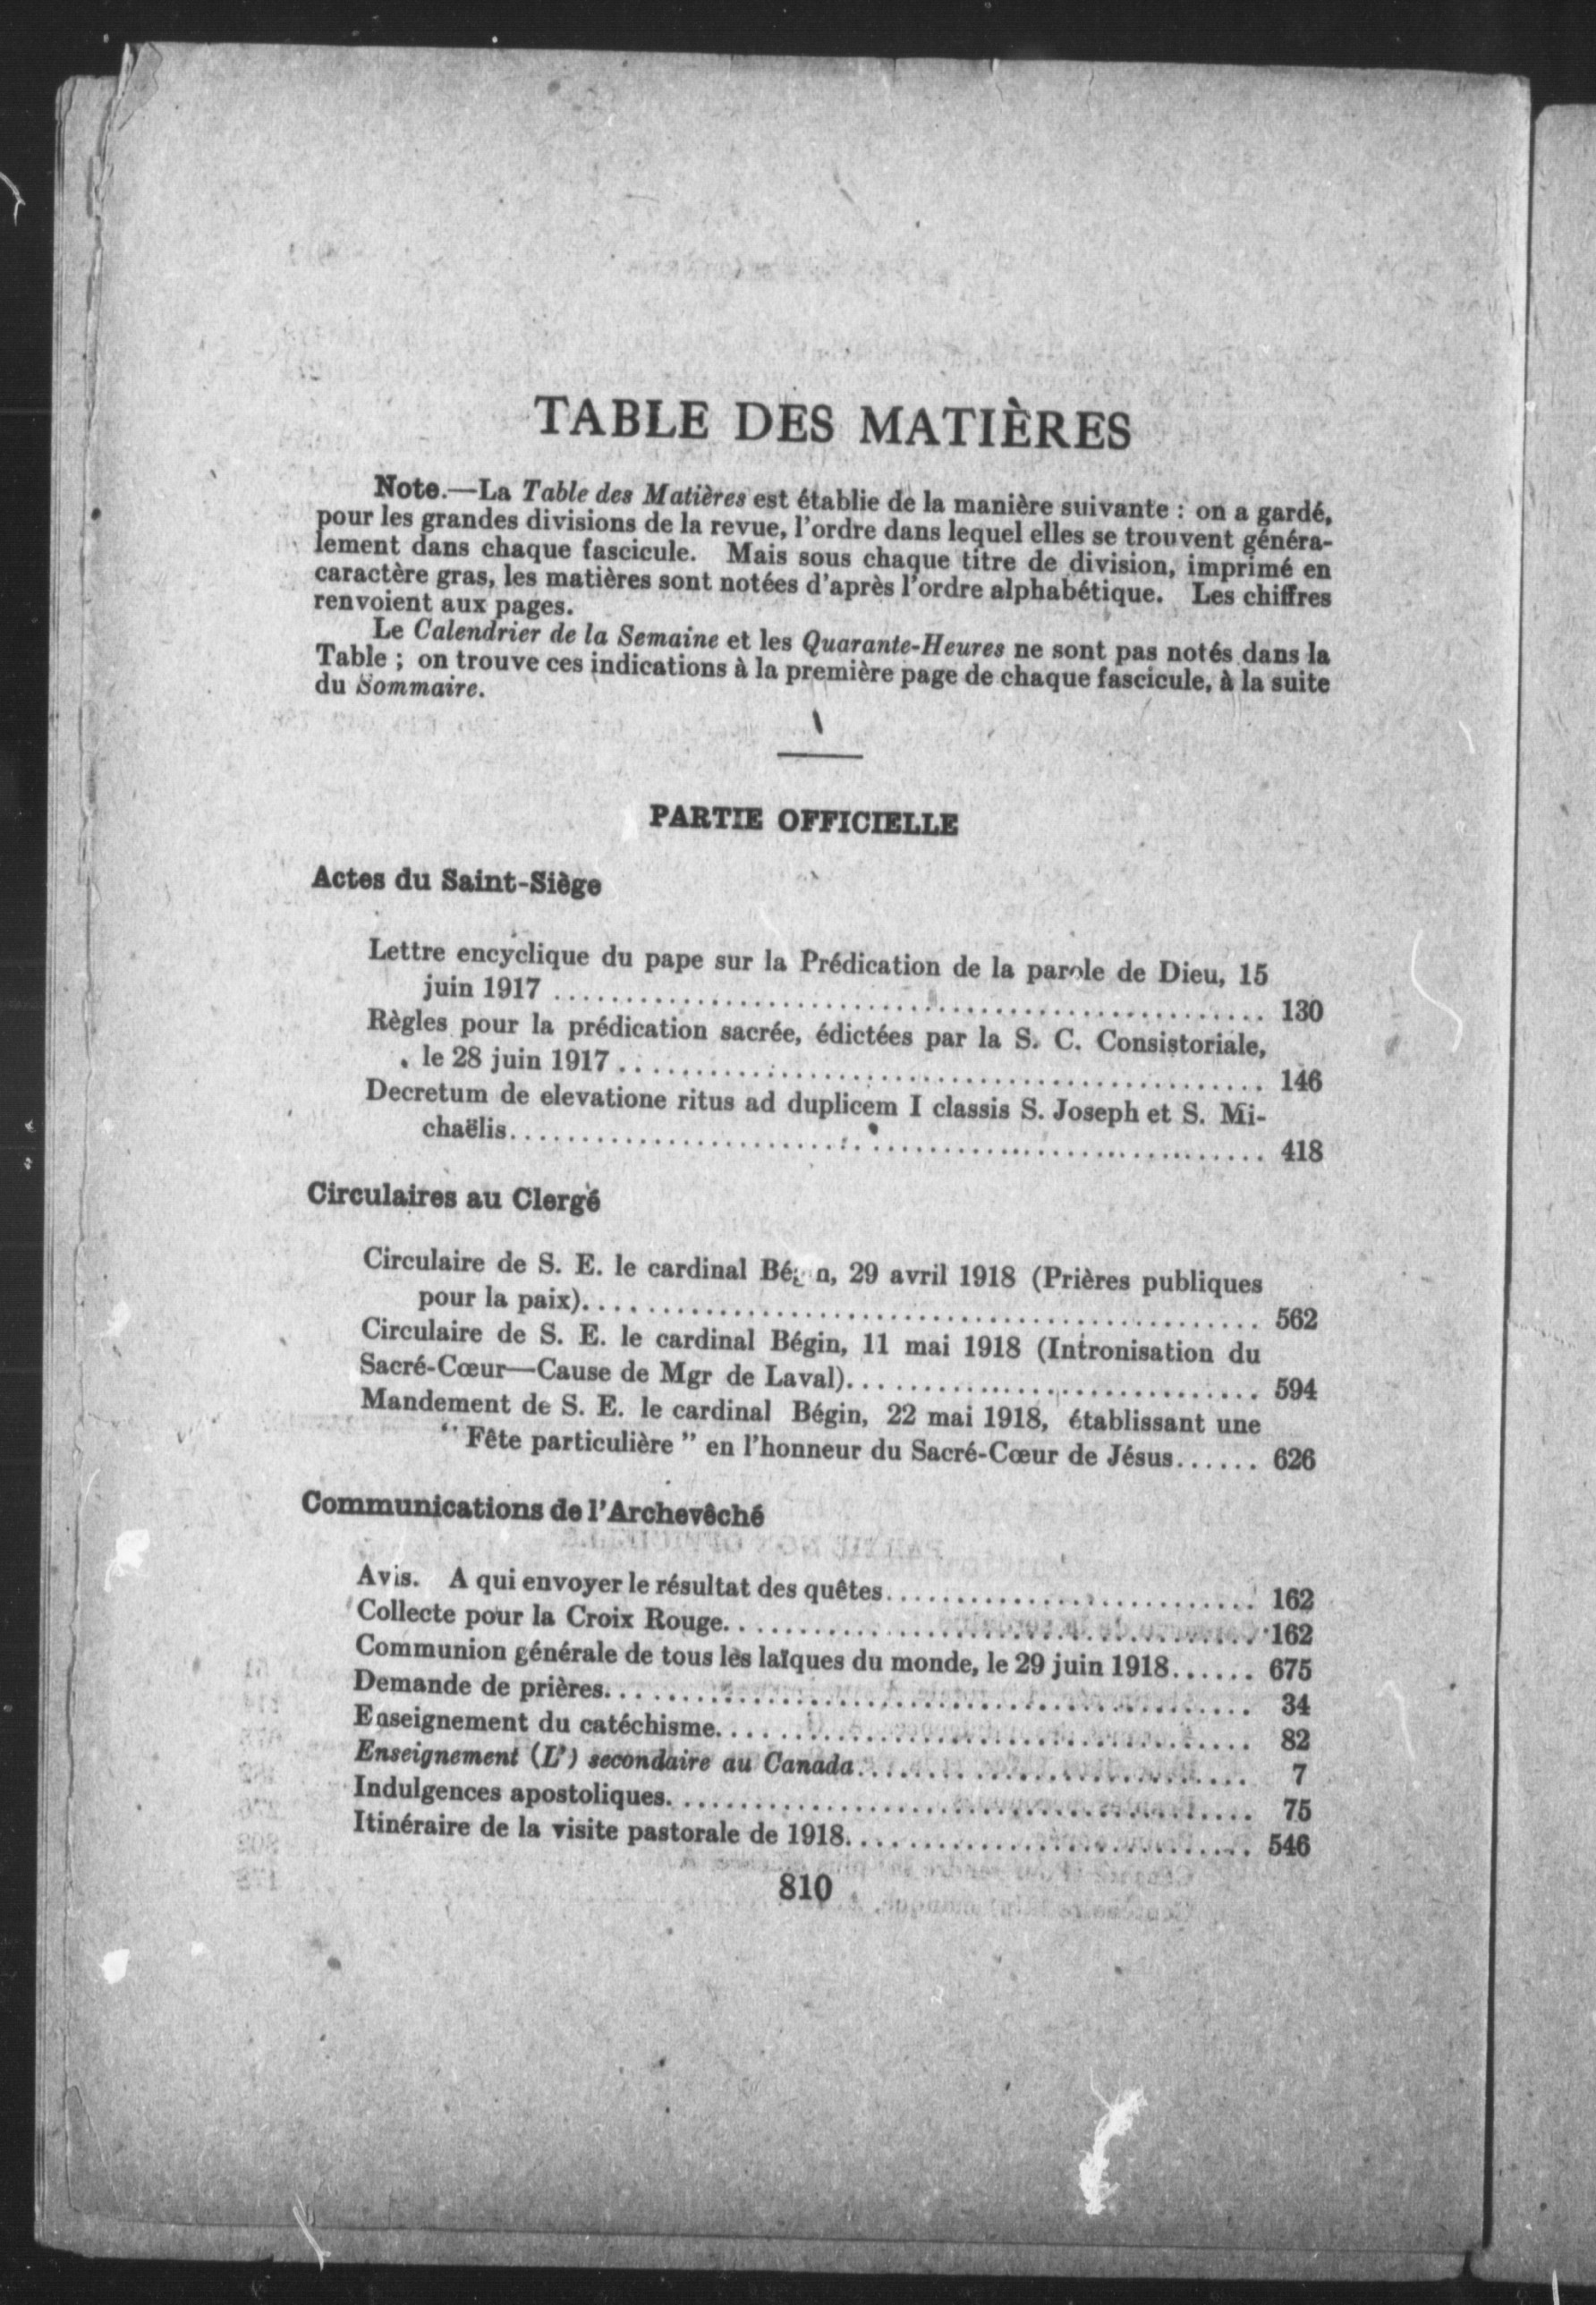 TABLE DES MATIÈRES
Note.—La Table des Matières est établie de la manière suivante : on a gardé,
pour les grandes divisions de la revue, l'ordre dans lequel elles se trouvent généra-
lement dans chaque fascicule. Mais sous chaque titre de division, imprimé en
caractère gras, les matières sont notées d'après l'ordre alphabétique. Les chiffres
renvoient aux pages.
Le Calendrier de la Semaine et les Quarante-Heures ne sont pas notés dans la
Table ; on trouve ces indications à la première page de chaque fascicule, à la suite
du Sommaire.
PARTIE OFFICIELLE
Actes du Saint-Siège
Lettre encyclique du pape sur la Prédication de la parole de Dieu, 15
juin 1917 ........................................ 130
Règles pour la prédication sacrée, édictées par la S. C. Consistoriale,
le 28 juin 1917 ........................................ 146
Decretum de elevatione ritus ad duplicem I classis S. Joseph et S. Mi-
chaëlis ........................................ 418
Circulaires au Clergé
Circulaire de S. E. le cardinal Bégin, 29 avril 1918 (Prières publiques
pour la paix) ........................................ 562
Circulaire de S. E. le cardinal Bégin, 11 mai 1918 (Intronisation du
Sacré-Cœur—Cause de Mgr de Laval) ........................................ 594
Mandement de S. E. le cardinal Bégin, 22 mai 1918, établissant une
" Fête particulière " en l'honneur du Sacré-Cœur de Jésus ...... 626
Communications de l'Archevêché
Avis. A qui envoyer le résultat des quêtes ........................................ 162
Collecte pour la Croix Rouge ........................................ 162
Communion générale de tous les laïques du monde, le 29 juin 1918 ...... 675
Demande de prières ........................................ 34
Enseignement du catéchisme ........................................ 82
Enseignement (L') secondaire au Canada ........................................ 7
Indulgences apostoliques ........................................ 75
Itinéraire de la visite pastorale de 1918 ........................................ 546
810